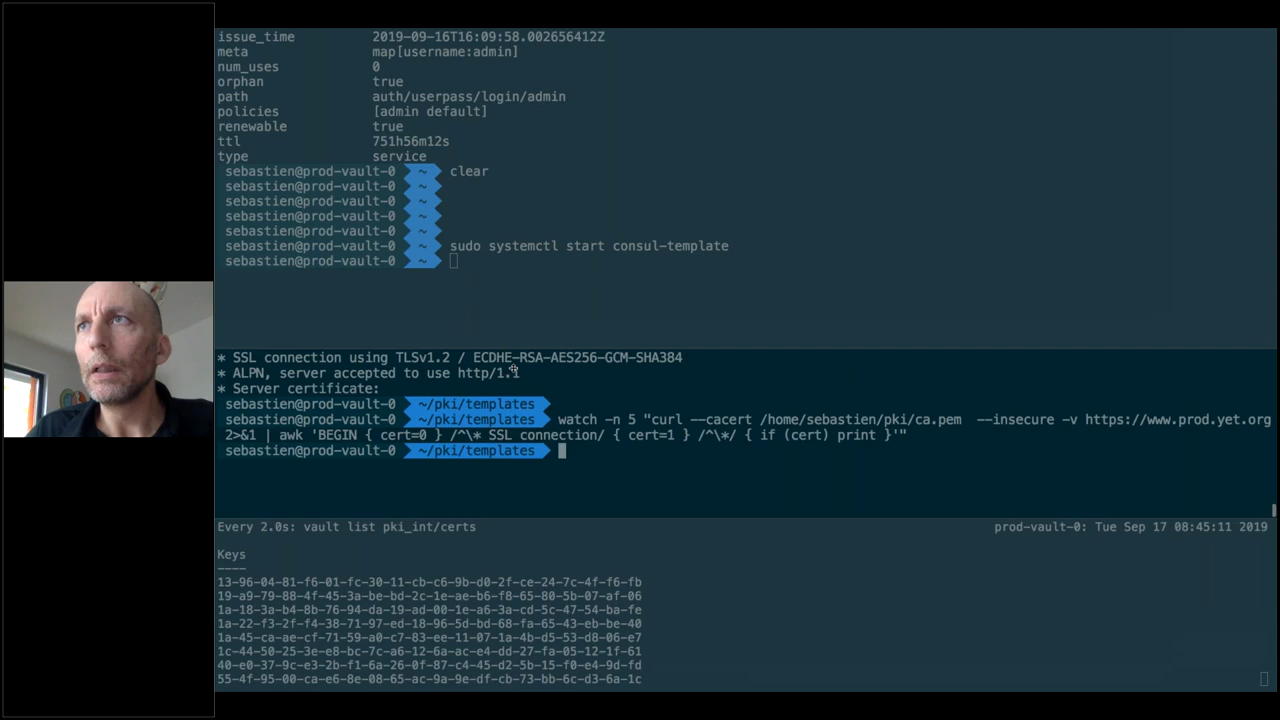 issue_time 2019-09-16T16:09:58.002656412Z
meta map[username:admin]
num_uses 0
orphan true
path auth/userpass/login/admin
policies [admin default]
renewable true
ttl 751h56m12s
type service
sebastien@prod-vault-0 ~ clear
sebastien@prod-vault-0 ~
sebastien@prod-vault-0 ~
sebastien@prod-vault-0 ~
sebastien@prod-vault-0 ~
sebastien@prod-vault-0 ~ sudo systemctl start consul-template
sebastien@prod-vault-0 ~
* SSL connection using TLSv1.2 / ECDHE-RSA-AES256-GCM-SHA384
* ALPN, server accepted to use http/1.1
* Server certificate:
sebastien@prod-vault-0 ~/pki/templates
sebastien@prod-vault-0 ~/pki/templates watch -n 5 "curl --cacert /home/sebastien/pki/ca.pem  --insecure -v https://www.prod.yet.org
2>&1 | awk 'BEGIN { cert=0 } /^\* SSL connection/ { cert=1 } /^\*/ { if (cert) print }'"
sebastien@prod-vault-0 ~/pki/templates
Every 2.0s: vault list pki_int/certs prod-vault-0: Tue Sep 17 08:45:11 2019
Keys
----
13-96-04-81-f6-01-fc-30-11-cb-c6-9b-d0-2f-ce-24-7c-4f-f6-fb
19-a9-79-88-4f-45-3a-be-bd-2c-1e-ae-b6-f8-65-80-5b-07-af-06
1a-18-3a-b4-8b-76-94-da-19-ad-00-1e-a6-3a-cd-5c-47-54-ba-fe
1a-22-f3-2f-f4-38-71-97-ed-18-96-5d-bd-68-fa-65-43-eb-be-40
1a-45-ca-ae-cf-71-59-a0-c7-83-ee-11-07-1a-4b-d5-53-d8-06-e7
1c-44-50-25-3e-e8-bc-7c-a6-12-6a-ac-e4-dd-27-fa-05-12-1f-61
40-e0-37-9c-e3-2b-f1-6a-26-0f-87-c4-45-d2-5b-15-f0-e4-9d-fd
55-4f-95-00-ca-e6-8e-08-65-ac-9a-9e-df-cb-73-bb-6c-d3-6a-1c